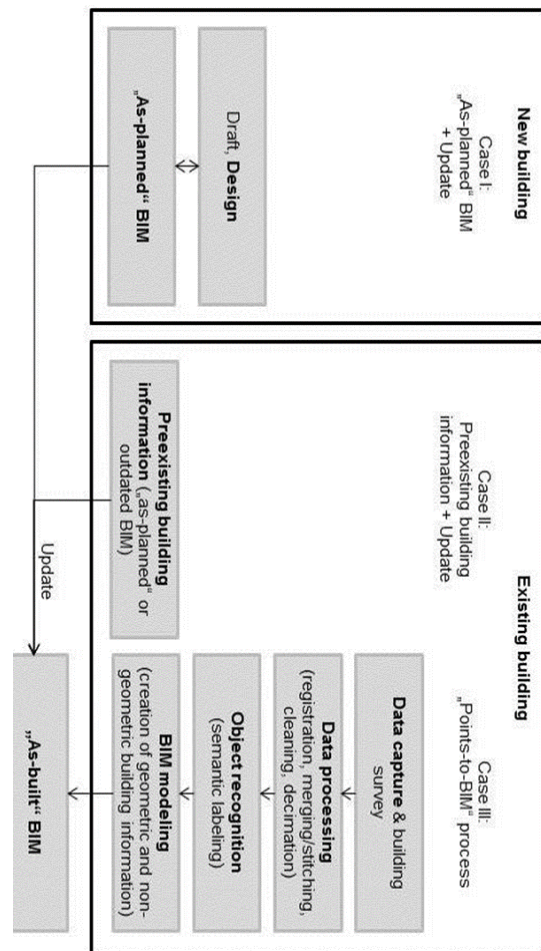 New building
Case I:
„As-planned“ BIM
+ Update
Draft, Design
„As-planned“ BIM
Existing building
Case II:
Preexisting building
information + Update
Preexisting building
information („as-planned“ or
outdated BIM)
Case III:
„Points-to-BIM“ process
Data capture & building
survey
Data processing
(registration, merging/stitching,
cleaning, decimation)
Object recognition
(semantic labeling)
BIM modeling
(creation of geometric and non-
geometric building information)
Update
„As-built“ BIM